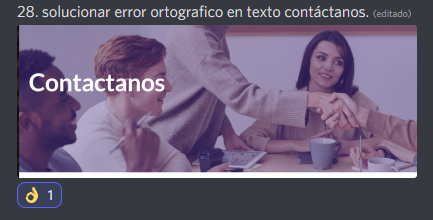 28. solucionar error ortografico en texto contáctanos. (editado)
Contactanos
1